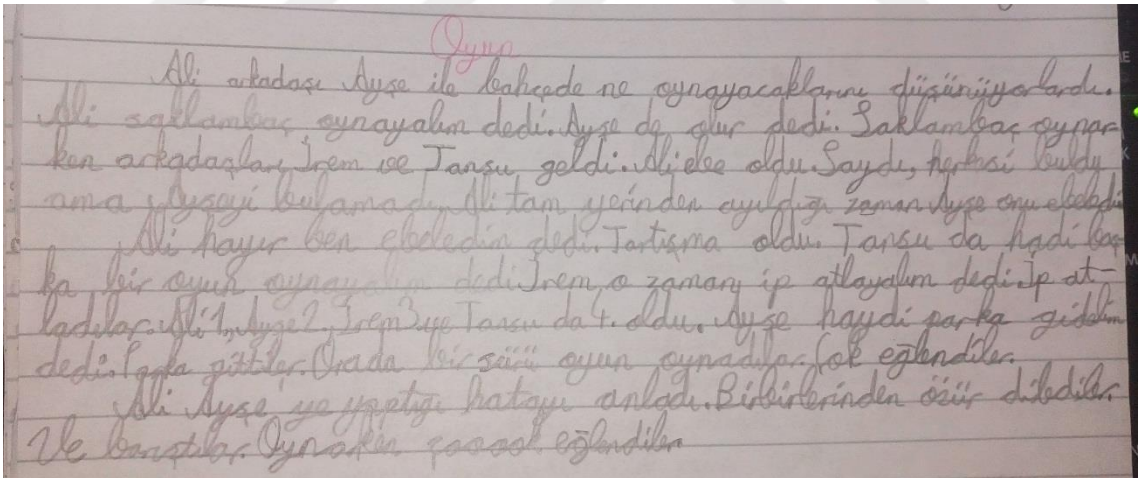 Oyun
Ali arkadaşı Ayşe ile bahçede ne oynayacaklarını düşünüyorlardı.
Ali saklambaç oynayalım dedi. Ayşe de olur dedi. Saklambaç oynar-
ken arkadaşları İrem ve Tansu geldi. Ali ebe oldu. Saydı, buldu
ama bulamadı. Ali tam yerinden ayıldığı zaman Ayşe onu ebeledi
Ali hayır ben ebeledim dedi. Tartışma oldu. Tansu da hadi baş-
ka bir oyun oynayalım dedi. İrem, o zaman ip atlayalım dedi. İp at-
ladılar. Ali 1, Ayşe 2, İrem 3 ve Tansu da 4. oldu. Ayşe haydi parka gidelim
dedi. Parka gittiler. Orada bir sürü oyun oynadılar. Çok eğlendiler.
Ali Ayşe ye yaptığı hatayı anladı. Birbirlerinden özür dilediler.
Ve barıştılar. çooook eğlendiler